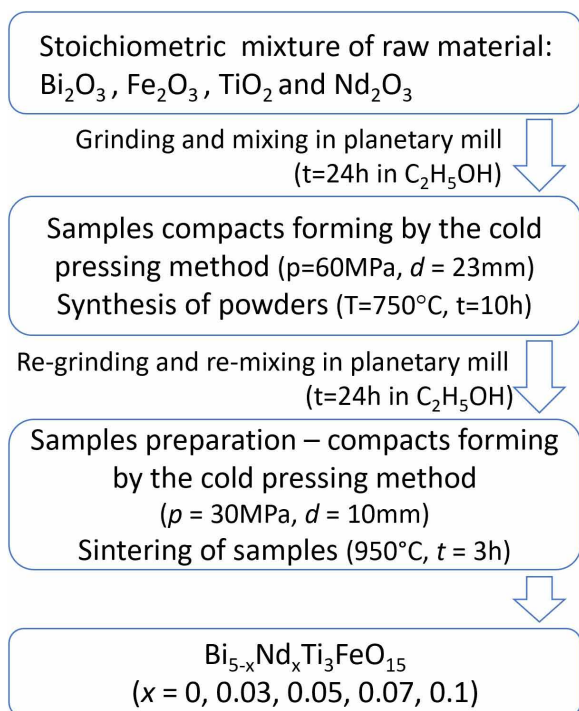 Stoichiometric mixture of raw material:
Bi₂O₃ , Fe₂O₃ , TiO₂ and Nd₂O₃
Grinding and mixing in planetary mill
(t=24h in C₂H₅OH)
Samples compacts forming by the cold
pressing method (p=60MPa, d = 23mm)
Synthesis of powders (T=750°C, t=10h)
Re-grinding and re-mixing in planetary mill
(t=24h in C₂H₅OH)
Samples preparation – compacts forming
by the cold pressing method
(p = 30MPa, d = 10mm)
Sintering of samples (950°C, t = 3h)
Bi₅₋ₓNdₓTi₃FeO₁₅
(x = 0, 0.03, 0.05, 0.07, 0.1)